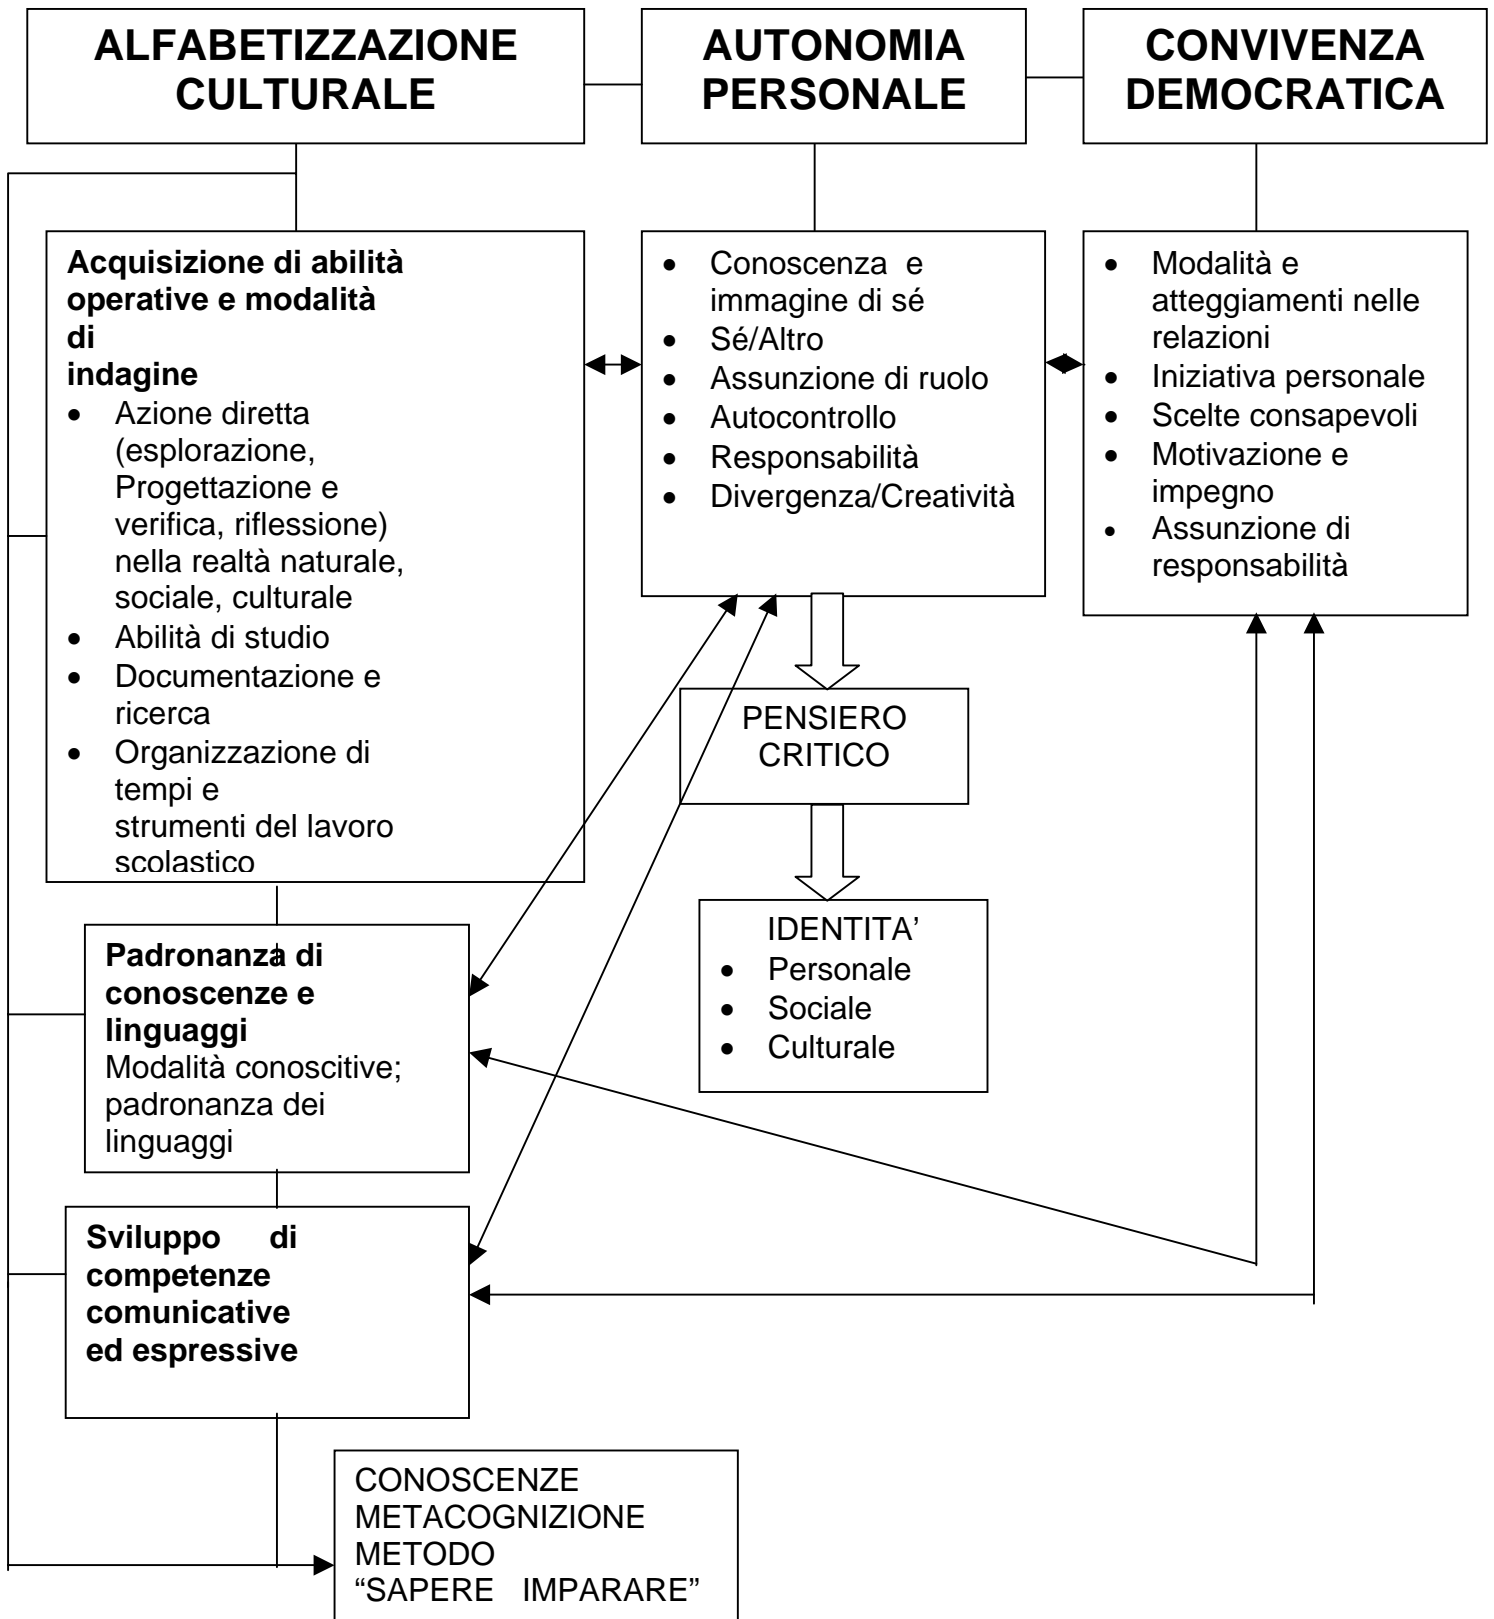 ALFABETIZZAZIONE
CULTURALE
AUTONOMIA
PERSONALE
CONVIVENZA
DEMOCRATICA
Acquisizione di abilità
operative e modalità
di
indagine
• Azione diretta
(esplorazione,
Progettazione e
verifica, riflessione)
nella realtà naturale,
sociale, culturale
• Abilità di studio
• Documentazione e
ricerca
• Organizzazione di
tempi e
strumenti del lavoro
scolastico
• Conoscenza e
immagine di sé
• Sé/Altro
• Assunzione di ruolo
• Autocontrollo
• Responsabilità
• Divergenza/Creatività
• Modalità e
atteggiamenti nelle
relazioni
• Iniziativa personale
• Scelte consapevoli
• Motivazione e
impegno
• Assunzione di
responsabilità
PENSIERO
CRITICO
IDENTITA’
• Personale
• Sociale
• Culturale
Padronanza di
conoscenze e
linguaggi
Modalità conoscitive;
padronanza dei
linguaggi
Sviluppo di
competenze
comunicative
ed espressive
CONOSCENZE
METACOGNIZIONE
METODO
“SAPERE IMPARARE”